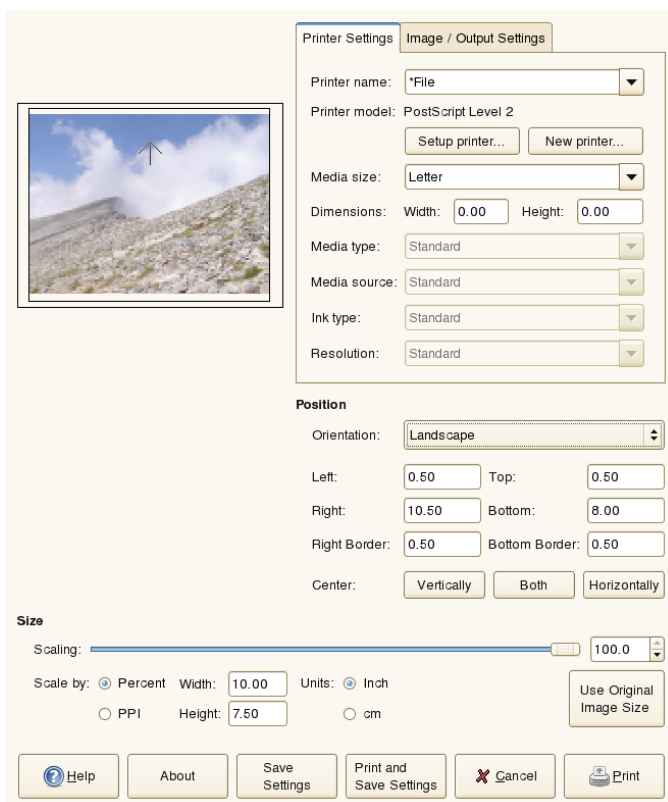 Printer Settings Image / Output Settings
Printer name: *File
Printer model: PostScript Level 2
Setup printer... New printer...
Media size: Letter
Dimensions: Width: 0.00 Height: 0.00
Media type: Standard
Media source: Standard
Ink type: Standard
Resolution: Standard
Position
Orientation: Landscape
Left: 0.50 Top: 0.50
Right: 10.50 Bottom: 8.00
Right Border: 0.50 Bottom Border: 0.50
Center: Vertically Both Horizontally
Size
Scaling: 100.0
Scale by: Percent Width: 10.00 Units: Inch
PPI Height: 7.50 cm
Use Original
Image Size
Help About Save Settings Print and Save Settings Cancel Print